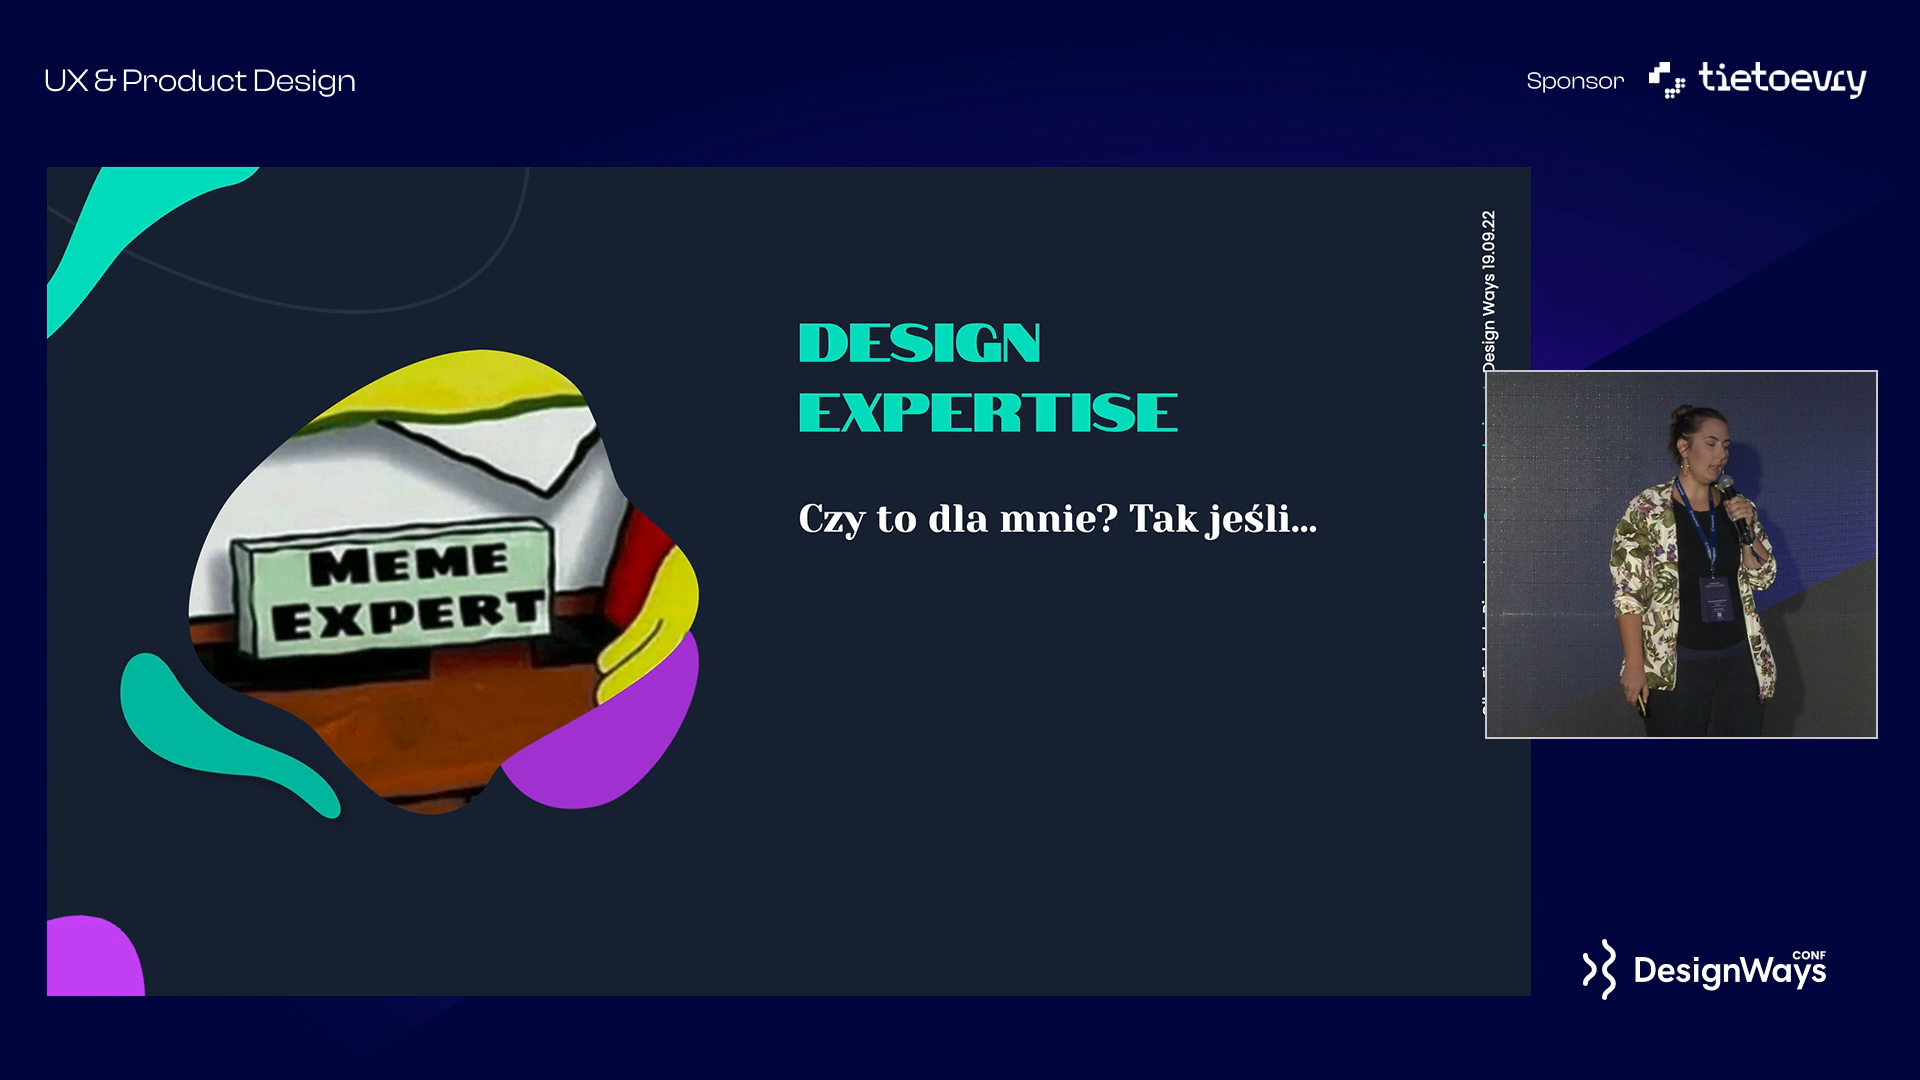 UX & Product Design
Sponsor
tietoevry
DESIGN
EXPERTISE
Czy to dla mnie? Tak jeśli...
MEME
EXPERT
Design Ways 19.09.22
DesignWays
CONF